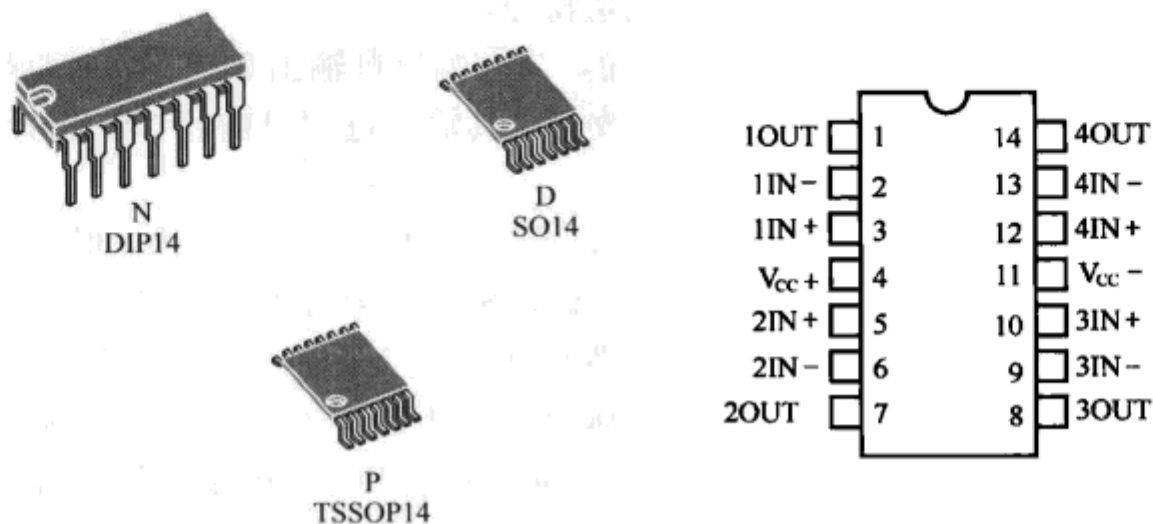 N
DIP14
D
SO14
P
TSSOP14
1OUT 1 14 4OUT
1IN- 2 13 4IN-
1IN+ 3 12 4IN+
Vcc+ 4 11 Vcc-
2IN+ 5 10 3IN+
2IN- 6 9 3IN-
2OUT 7 8 3OUT